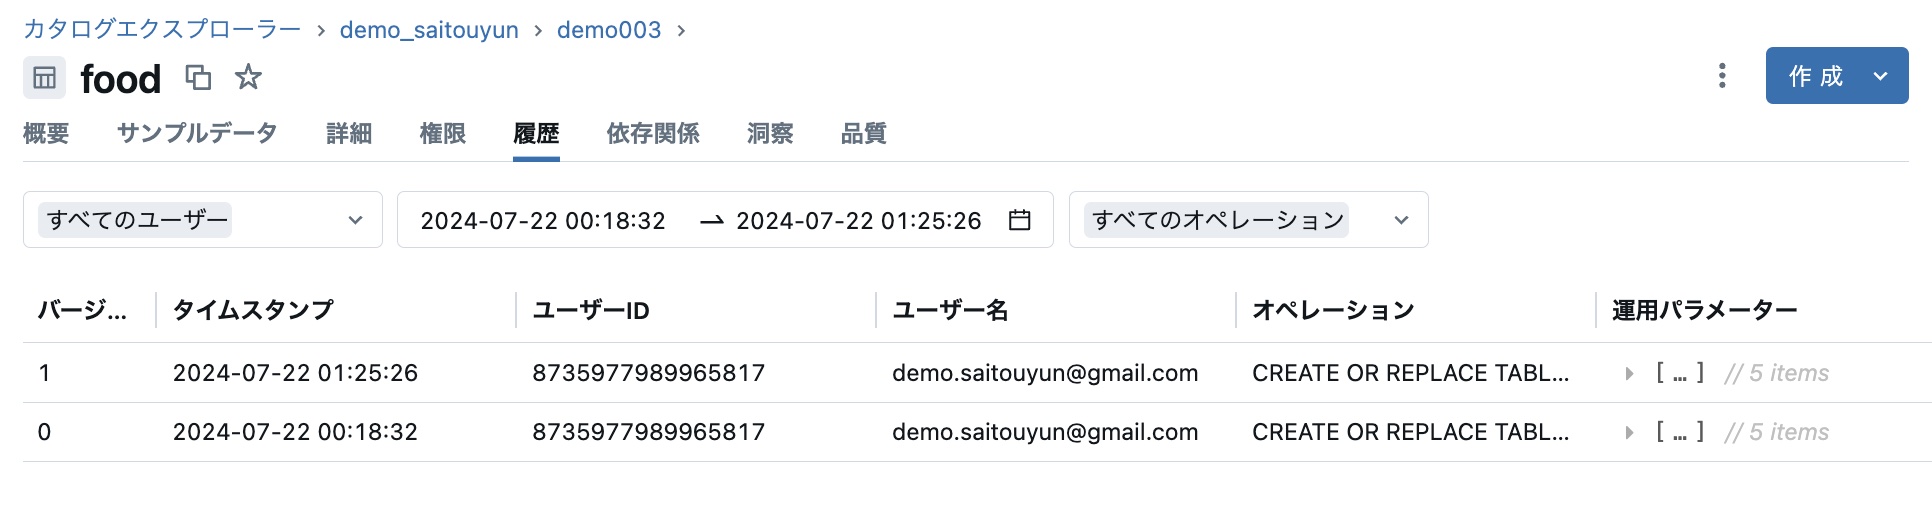 カタログエクスプローラー › demo_saitouyun › demo003 ›
food
作成
概要 サンプルデータ 詳細 権限 履歴 依存関係 洞察 品質
すべてのユーザー 2024-07-22 00:18:32 → 2024-07-22 01:25:26 すべてのオペレーション
バージ... タイムスタンプ ユーザーID ユーザー名 オペレーション 運用パラメーター
1 2024-07-22 01:25:26 8735977989965817 demo.saitouyun@gmail.com CREATE OR REPLACE TABL... [ ... ] // 5 items
0 2024-07-22 00:18:32 8735977989965817 demo.saitouyun@gmail.com CREATE OR REPLACE TABL... [ ... ] // 5 items